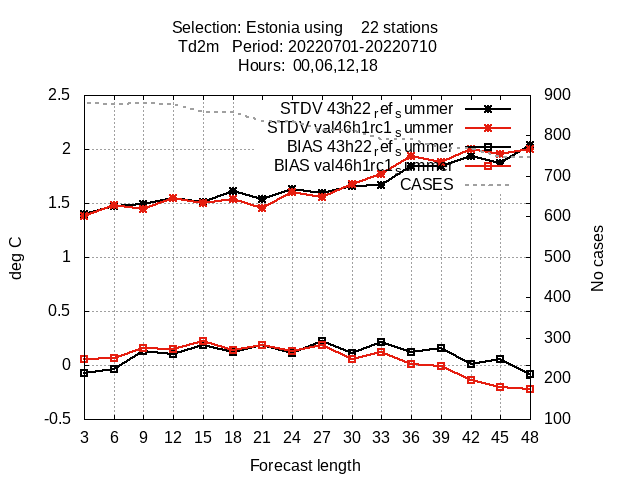 Selection: Estonia using 22 stations
Td2m Period: 20220701-20220710
Hours: 00,06,12,18
STDV 43h22_ref_summer
STDV val46h1rc1_summer
BIAS 43h22_ref_summer
BIAS val46h1rc1_summer
CASES
2.5
2
1.5
1
0.5
0
-0.5
deg C
900
800
700
600
500
400
300
200
100
No cases
3 6 9 12 15 18 21 24 27 30 33 36 39 42 45 48
Forecast length